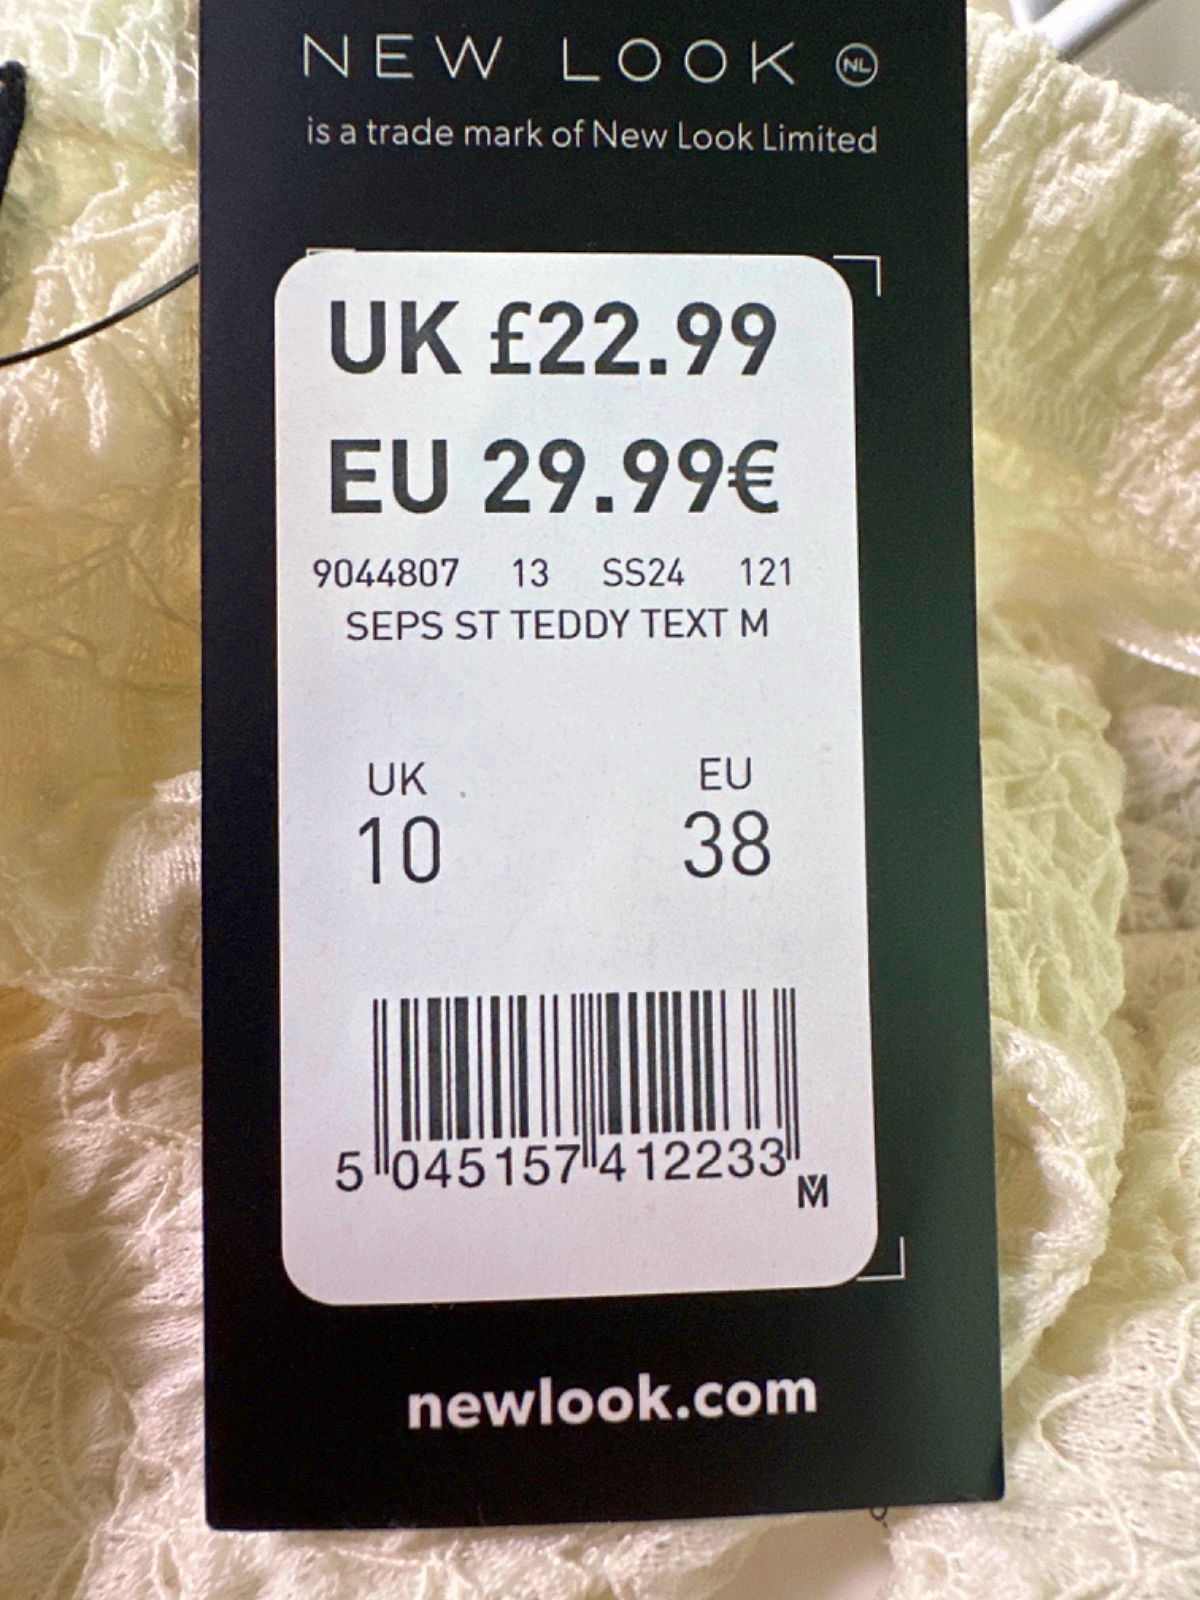 NEW LOOK NL
is a trade mark of New Look Limited
UK £22.99
EU 29.99€
9044807 13 SS24 121
SEPS ST TEDDY TEXT M
UK EU
10 38
5 045157 412233
M
newlook.com